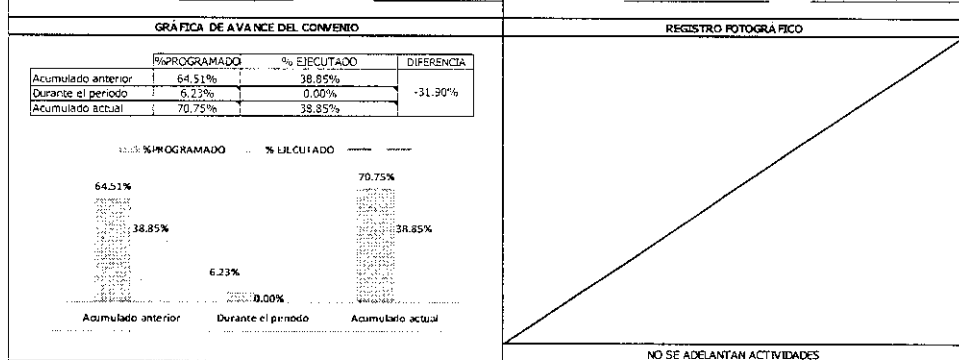 GRÁFICA DE AVANCE DEL CONVENIO
%PROGRAMADO % EJECUTADO DIFERENCIA
Acumulado anterior 64.51% 38.85%
Durante el periodo 6.23% 0.00% -31.90%
Acumulado actual 70.75% 38.85%
%PROGRAMADO % EJECUTADO
64.51%
38.85%
6.23%
0.00%
70.75%
38.85%
Acumulado anterior Durante el periodo Acumulado actual
REGISTRO FOTOGRÁFICO
NO SE ADELANTAN ACTIVIDADES